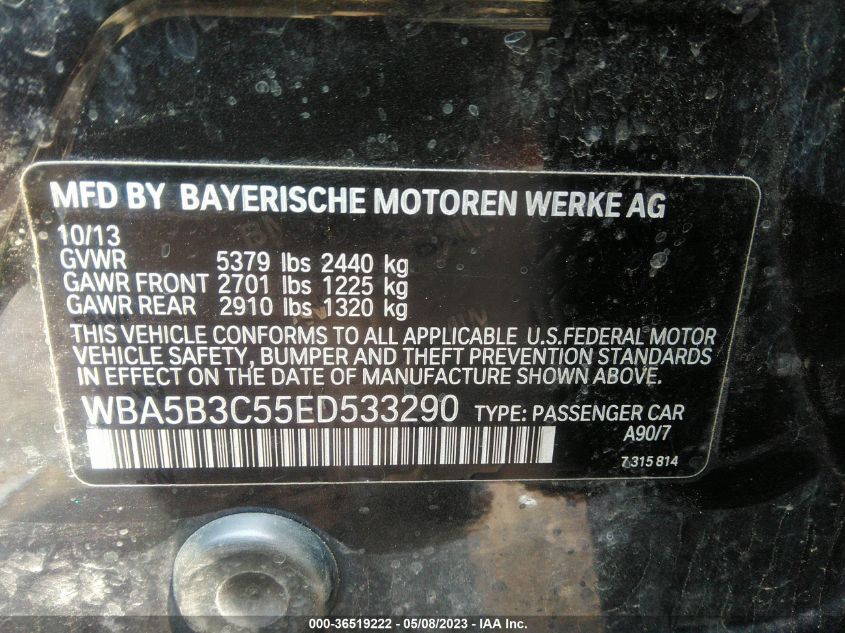 MFD BY BAYERISCHE MOTOREN WERKE AG
10/13
GVWR 5379 lbs 2440 kg
GAWR FRONT 2701 lbs 1225 kg
GAWR REAR 2910 lbs 1320 kg
THIS VEHICLE CONFORMS TO ALL APPLICABLE U.S.FEDERAL MOTOR
VEHICLE SAFETY, BUMPER AND THEFT PREVENTION STANDARDS
IN EFFECT ON THE DATE OF MANUFACTURE SHOWN ABOVE.
WBA5B3C55ED533290 TYPE: PASSENGER CAR
A90/7
7 315 814
000-36519222 - 05/08/2023 - IAA Inc.